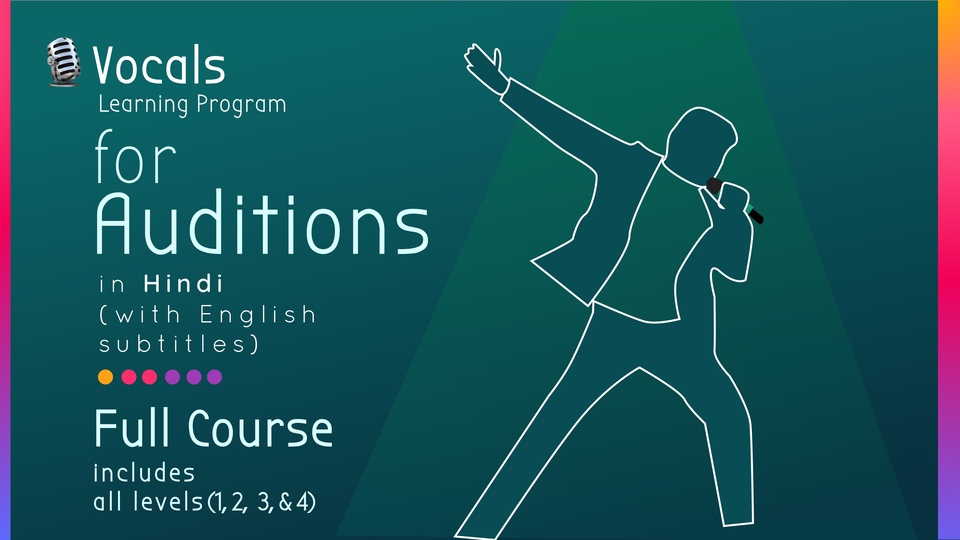 Vocals
Learning Program
for
Auditions
in Hindi
(with English
subtitles)
Full Course
includes
all levels(1, 2, 3, & 4)